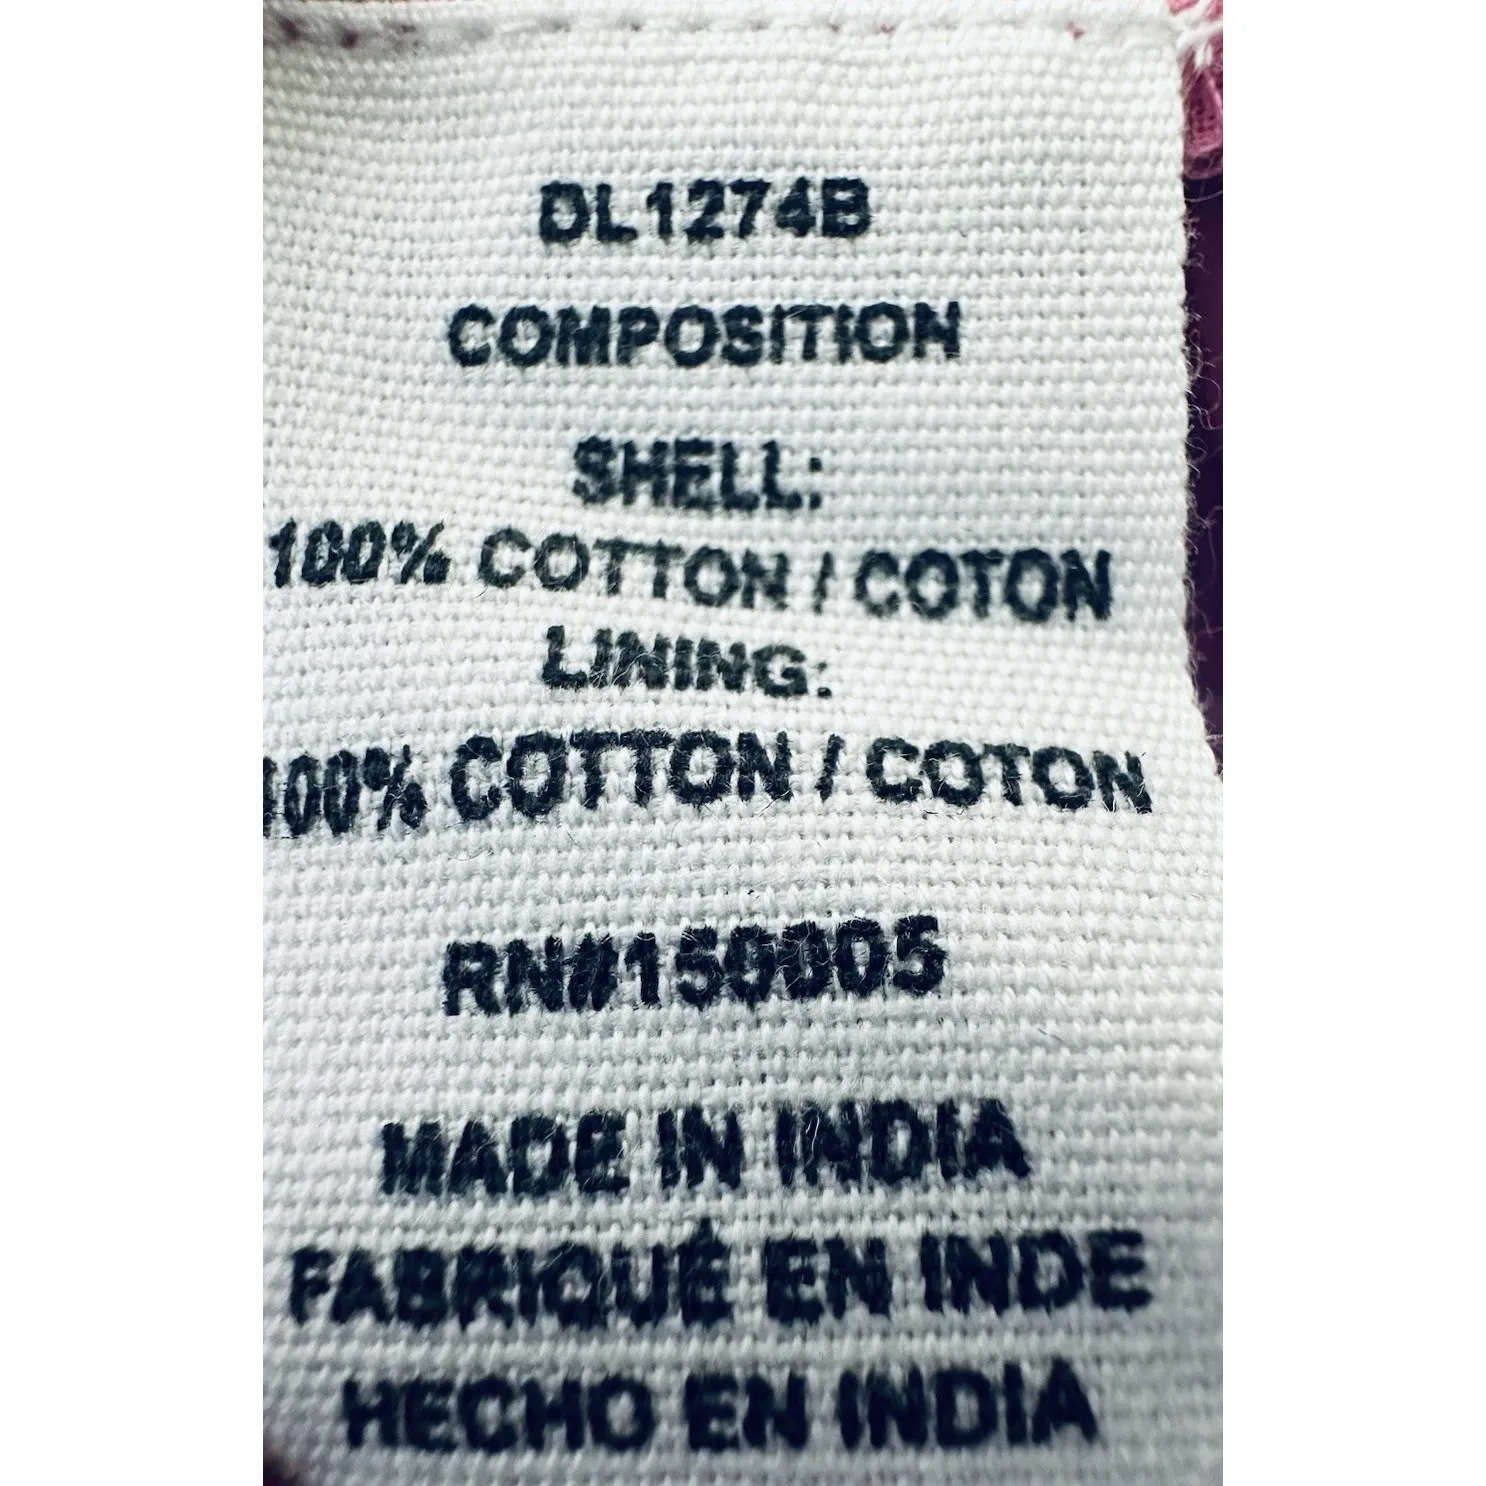 DL1274B
COMPOSITION
SHELL:
100% COTTON / COTON
LINING:
100% COTTON / COTON
RN#150005
MADE IN INDIA
FABRIQUÉ EN INDE
HECHO EN INDIA